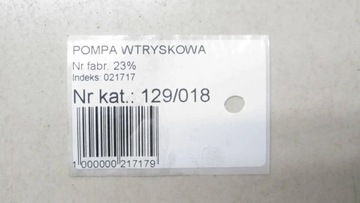 POMPA WTRYSKOWA
Nr fabr. 23%
Indeks: 021717
Nr kat.: 129/018
1 000000 217179